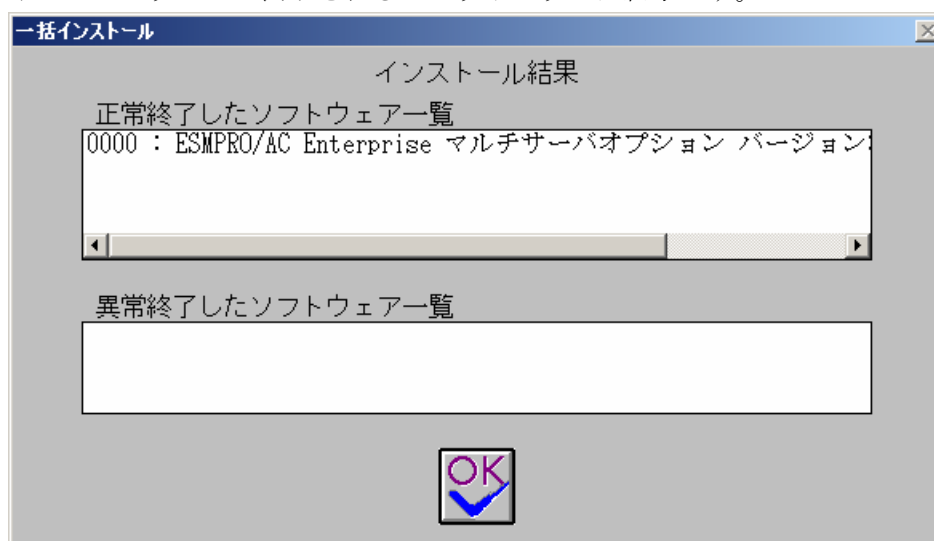 一括インストール
インストール結果
正常終了したソフトウェア一覧
0000 : ESMPRO/AC Enterprise マルチサーバオプション バージョン
異常終了したソフトウェア一覧
OK